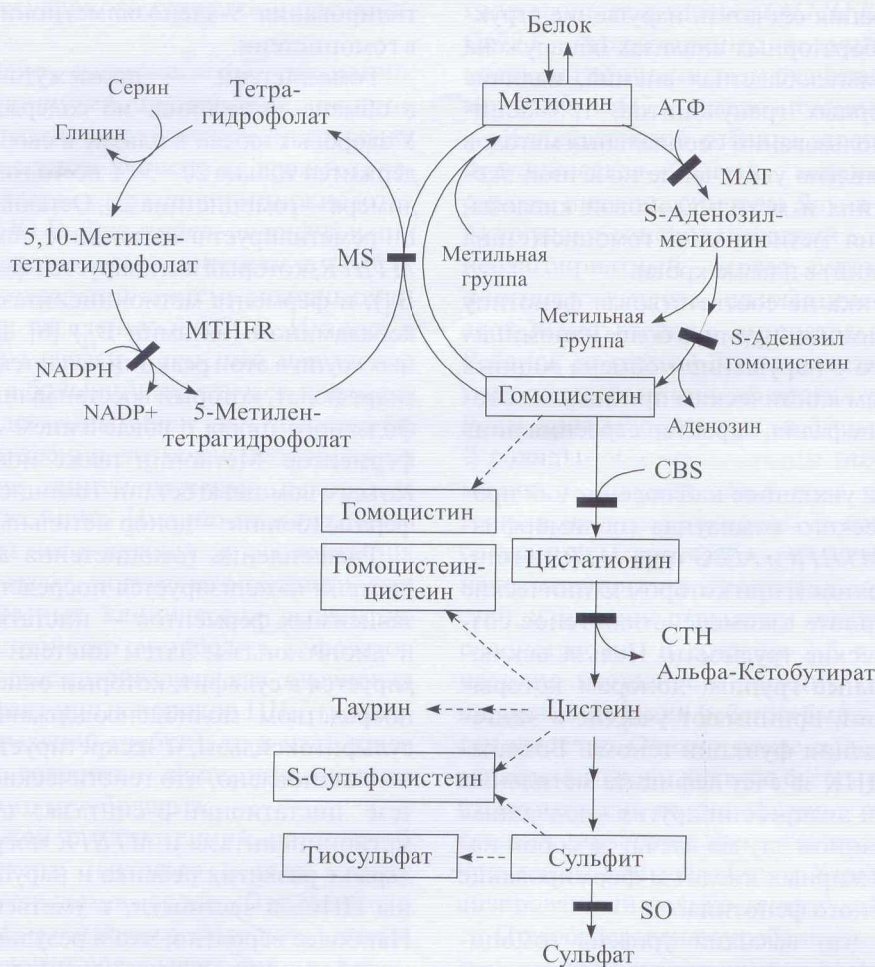 Белок
Серин
Глицин
Тетра-
гидрофолат
Метионин
АТФ
MAT
S-Аденозил-
метионин
5,10-Метилен-
тетрагидрофолат
MS
Метильная
группа
Метильная
группа
S-Аденозил
гомоцистеин
MTHFR
NADPH
NADP+
5-Метилен-
тетрагидрофолат
Гомоцистеин
Аденозин
CBS
Гомоцистин
Гомоцистеин-
цистеин
Цистатионин
CTH
Альфа-Кетобутират
Таурин
Цистеин
S-Сульфоцистеин
Тиосульфат
Сульфит
SO
Сульфат